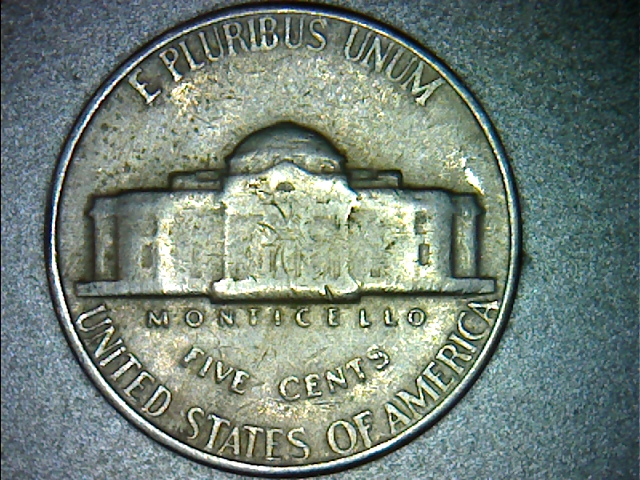 E PLURIBUS UNUM
MONTICELLO
FIVE CENTS
UNITED STATES OF AMERICA